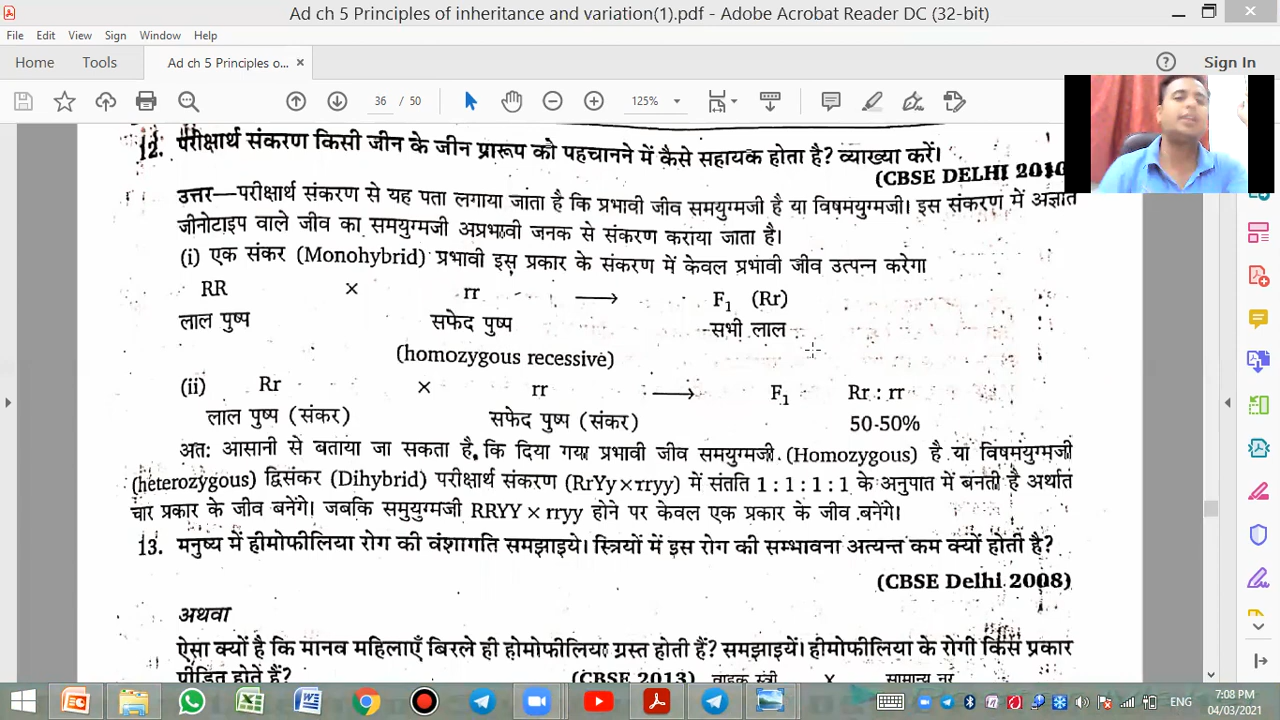 Ad ch 5 Principles of inheritance and variation(1).pdf - Adobe Acrobat Reader DC (32-bit)
File Edit View Sign Window Help
Home Tools Ad ch 5 Principles o... × Sign In
36 / 50 125%
12. परीक्षार्थ संकरण किसी जीन के जीन प्रारूप को पहचानने में कैसे सहायक होता है? व्याख्या करें।
(CBSE DELHI 2010
उत्तर—परीक्षार्थ संकरण से यह पता लगाया जाता है कि प्रभावी जीव समयुग्मजी है या विषमयुग्मजी। इस संकरण में अज्ञात
जीनोटाइप वाले जीव का समयुग्मजी अप्रभावी जनक से संकरण कराया जाता है।
(i) एक संकर (Monohybrid) प्रभावी इस प्रकार के संकरण में केवल प्रभावी जीव उत्पन्न करेगा
RR × rr ⟶ F₁ (Rr)
लाल पुष्प सफेद पुष्प सभी लाल
(homozygous recessive)
(ii) Rr × rr ⟶ F₁ Rr : rr
लाल पुष्प (संकर) सफेद पुष्प (संकर) 50-50%
अतः आसानी से बताया जा सकता है, कि दिया गया प्रभावी जीव समयुग्मजी (Homozygous) है या विषमयुग्मजी
(heterozygous) द्विसंकर (Dihybrid) परीक्षार्थ संकरण (RrYy×rryy) में संतति 1 : 1 : 1 : 1 के अनुपात में बनता है अर्थात
चार प्रकार के जीव बनेंगे। जबकि समुयुग्मजी RRYY × rryy होने पर केवल एक प्रकार के जीव बनेंगे।
13. मनुष्य में हीमोफीलिया रोग की वंशागति समझाइये। स्त्रियों में इस रोग की सम्भावना अत्यन्त कम क्यों होती है?
(CBSE Delhi 2008)
अथवा
ऐसा क्यों है कि मानव महिलाएँ बिरले ही होमोफीलिया ग्रस्त होती हैं? समझाइयें। हीमोफीलिया के रोगी किस प्रकार
पीड़ित होते हैं? (CBSE 2013) वाहक स्त्री × सामान्य नर
ENG 7:08 PM
04/03/2021